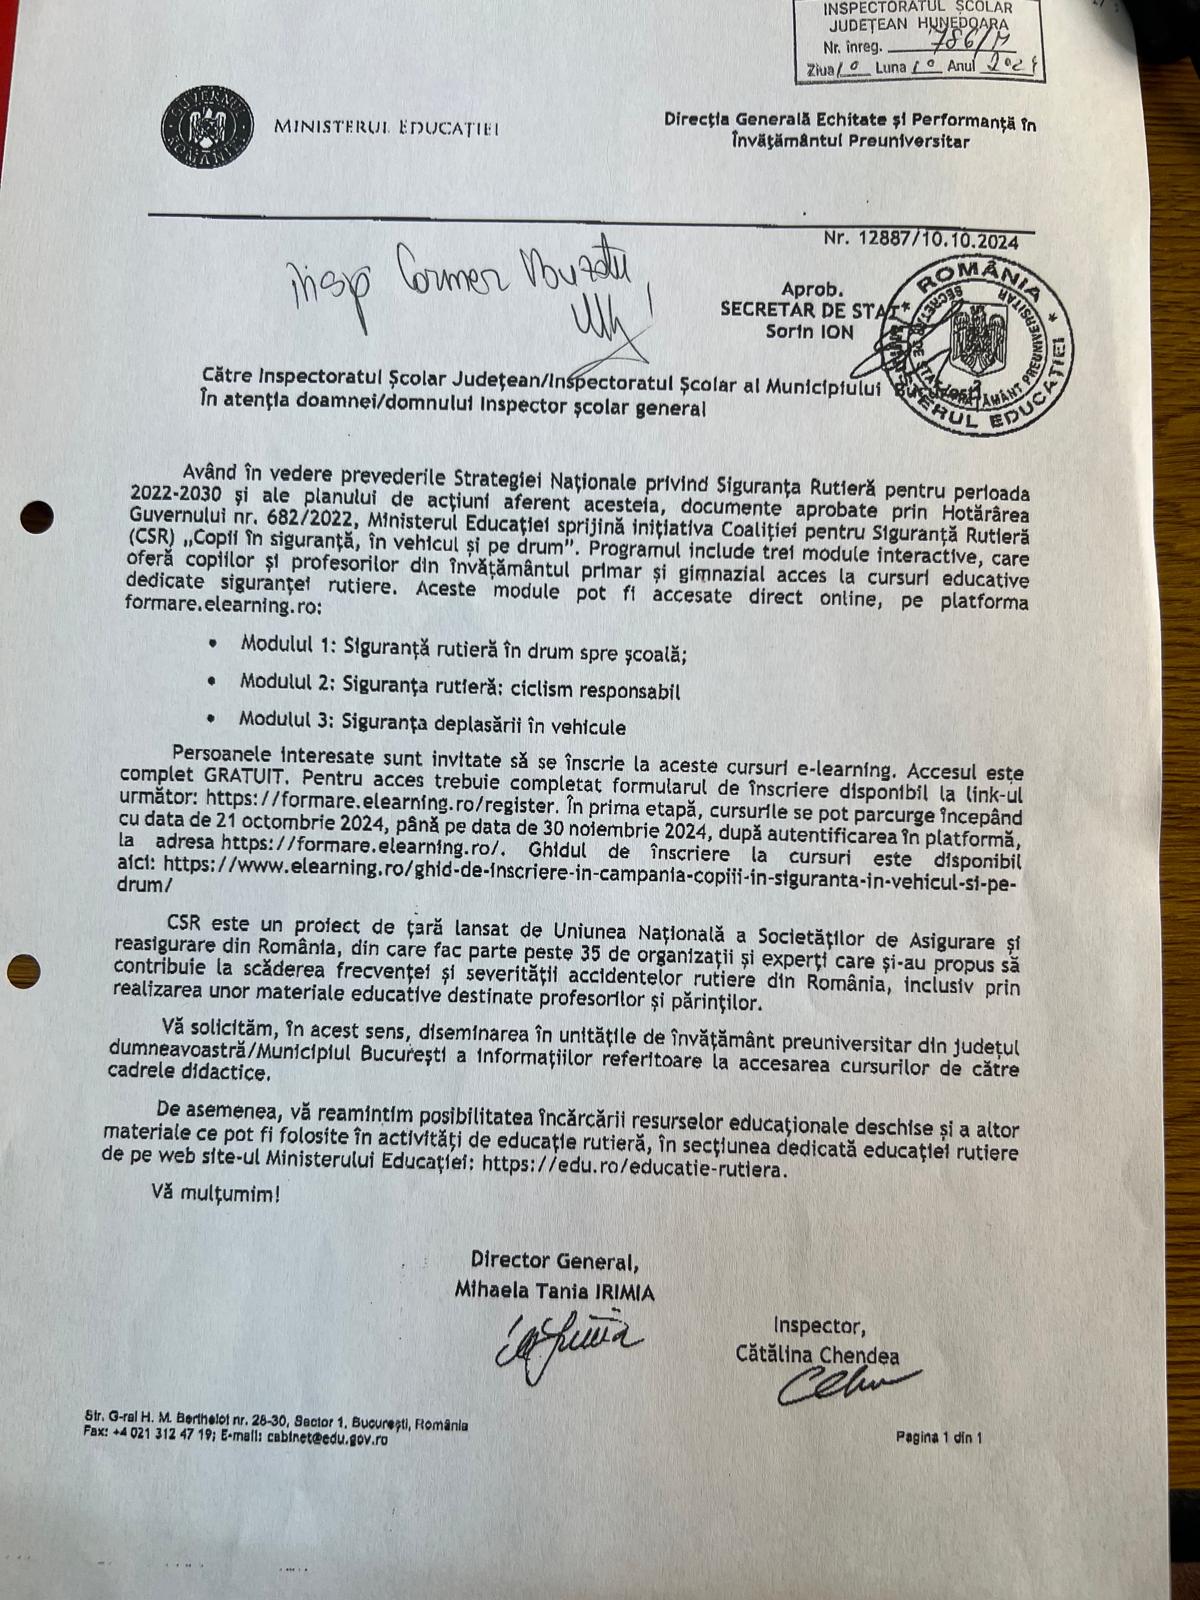 INSPECTORATUL ȘCOLAR
JUDEȚEAN HUNEDOARA
Nr. înreg. 786/M
Ziua 10 Luna 10 Anul 2024
GUVERNUL ROMÂNIEI
MINISTERUL EDUCAȚIEI
Direcția Generală Echitate și Performanță în
Învățământul Preuniversitar
Nr. 12887/10.10.2024
Insp Cormer
Aprob.
SECRETAR DE STAT
Sorin ION
ROMÂNIA
MINISTERUL EDUCAȚIEI
SECRETAR DE STAT
ÎNVĂȚĂMÂNT PREUNIVERSITAR
Către Inspectoratul Școlar Județean/Inspectoratul Școlar al Municipiului
În atenția doamnei/domnului Inspector școlar general
Având în vedere prevederile Strategiei Naționale privind Siguranța Rutieră pentru perioada
2022-2030 și ale planului de acțiuni aferent acesteia, documente aprobate prin Hotărârea
Guvernului nr. 682/2022, Ministerul Educației sprijină inițiativa Coaliției pentru Siguranță Rutieră
(CSR) „Copii în siguranță, în vehicul și pe drum”. Programul include trei module interactive, care
oferă copiilor și profesorilor din învățământul primar și gimnazial acces la cursuri educative
dedicate siguranței rutiere. Aceste module pot fi accesate direct online, pe platforma
formare.elearning.ro:
• Modulul 1: Siguranță rutieră în drum spre școală;
• Modulul 2: Siguranța rutieră: ciclism responsabil
• Modulul 3: Siguranța deplasării în vehicule
Persoanele interesate sunt invitate să se înscrie la aceste cursuri e-learning. Accesul este
complet GRATUIT. Pentru acces trebuie completat formularul de înscriere disponibil la link-ul
următor: https://formare.elearning.ro/register. În prima etapă, cursurile se pot parcurge începând
cu data de 21 octombrie 2024, până pe data de 30 noiembrie 2024, după autentificarea în platformă,
la adresa https://formare.elearning.ro/. Ghidul de înscriere la cursuri este disponibil
aici: https://www.elearning.ro/ghid-de-inscriere-in-campania-copiii-in-siguranta-in-vehicul-si-pe-
drum/
CSR este un proiect de țară lansat de Uniunea Națională a Societăților de Asigurare și
reasigurare din România, din care fac parte peste 35 de organizații și experți care și-au propus să
contribuie la scăderea frecvenței și severității accidentelor rutiere din România, inclusiv prin
realizarea unor materiale educative destinate profesorilor și părinților.
Vă solicităm, în acest sens, diseminarea în unitățile de învățământ preuniversitar din județul
dumneavoastră/Municipiul București a informațiilor referitoare la accesarea cursurilor de către
cadrele didactice.
De asemenea, vă reamintim posibilitatea încărcării resurselor educaționale deschise și a altor
materiale ce pot fi folosite în activități de educație rutieră, în secțiunea dedicată educației rutiere
de pe web site-ul Ministerului Educației: https://edu.ro/educatie-rutiera.
Vă mulțumim!
Director General,
Mihaela Tania IRIMIA
Inspector,
Cătălina Chendea
Str. G-ral H. M. Berthelot nr. 28-30, Sector 1, București, România
Fax: +4 021 312 47 19; E-mail: cabinet@edu.gov.ro
Pagina 1 din 1